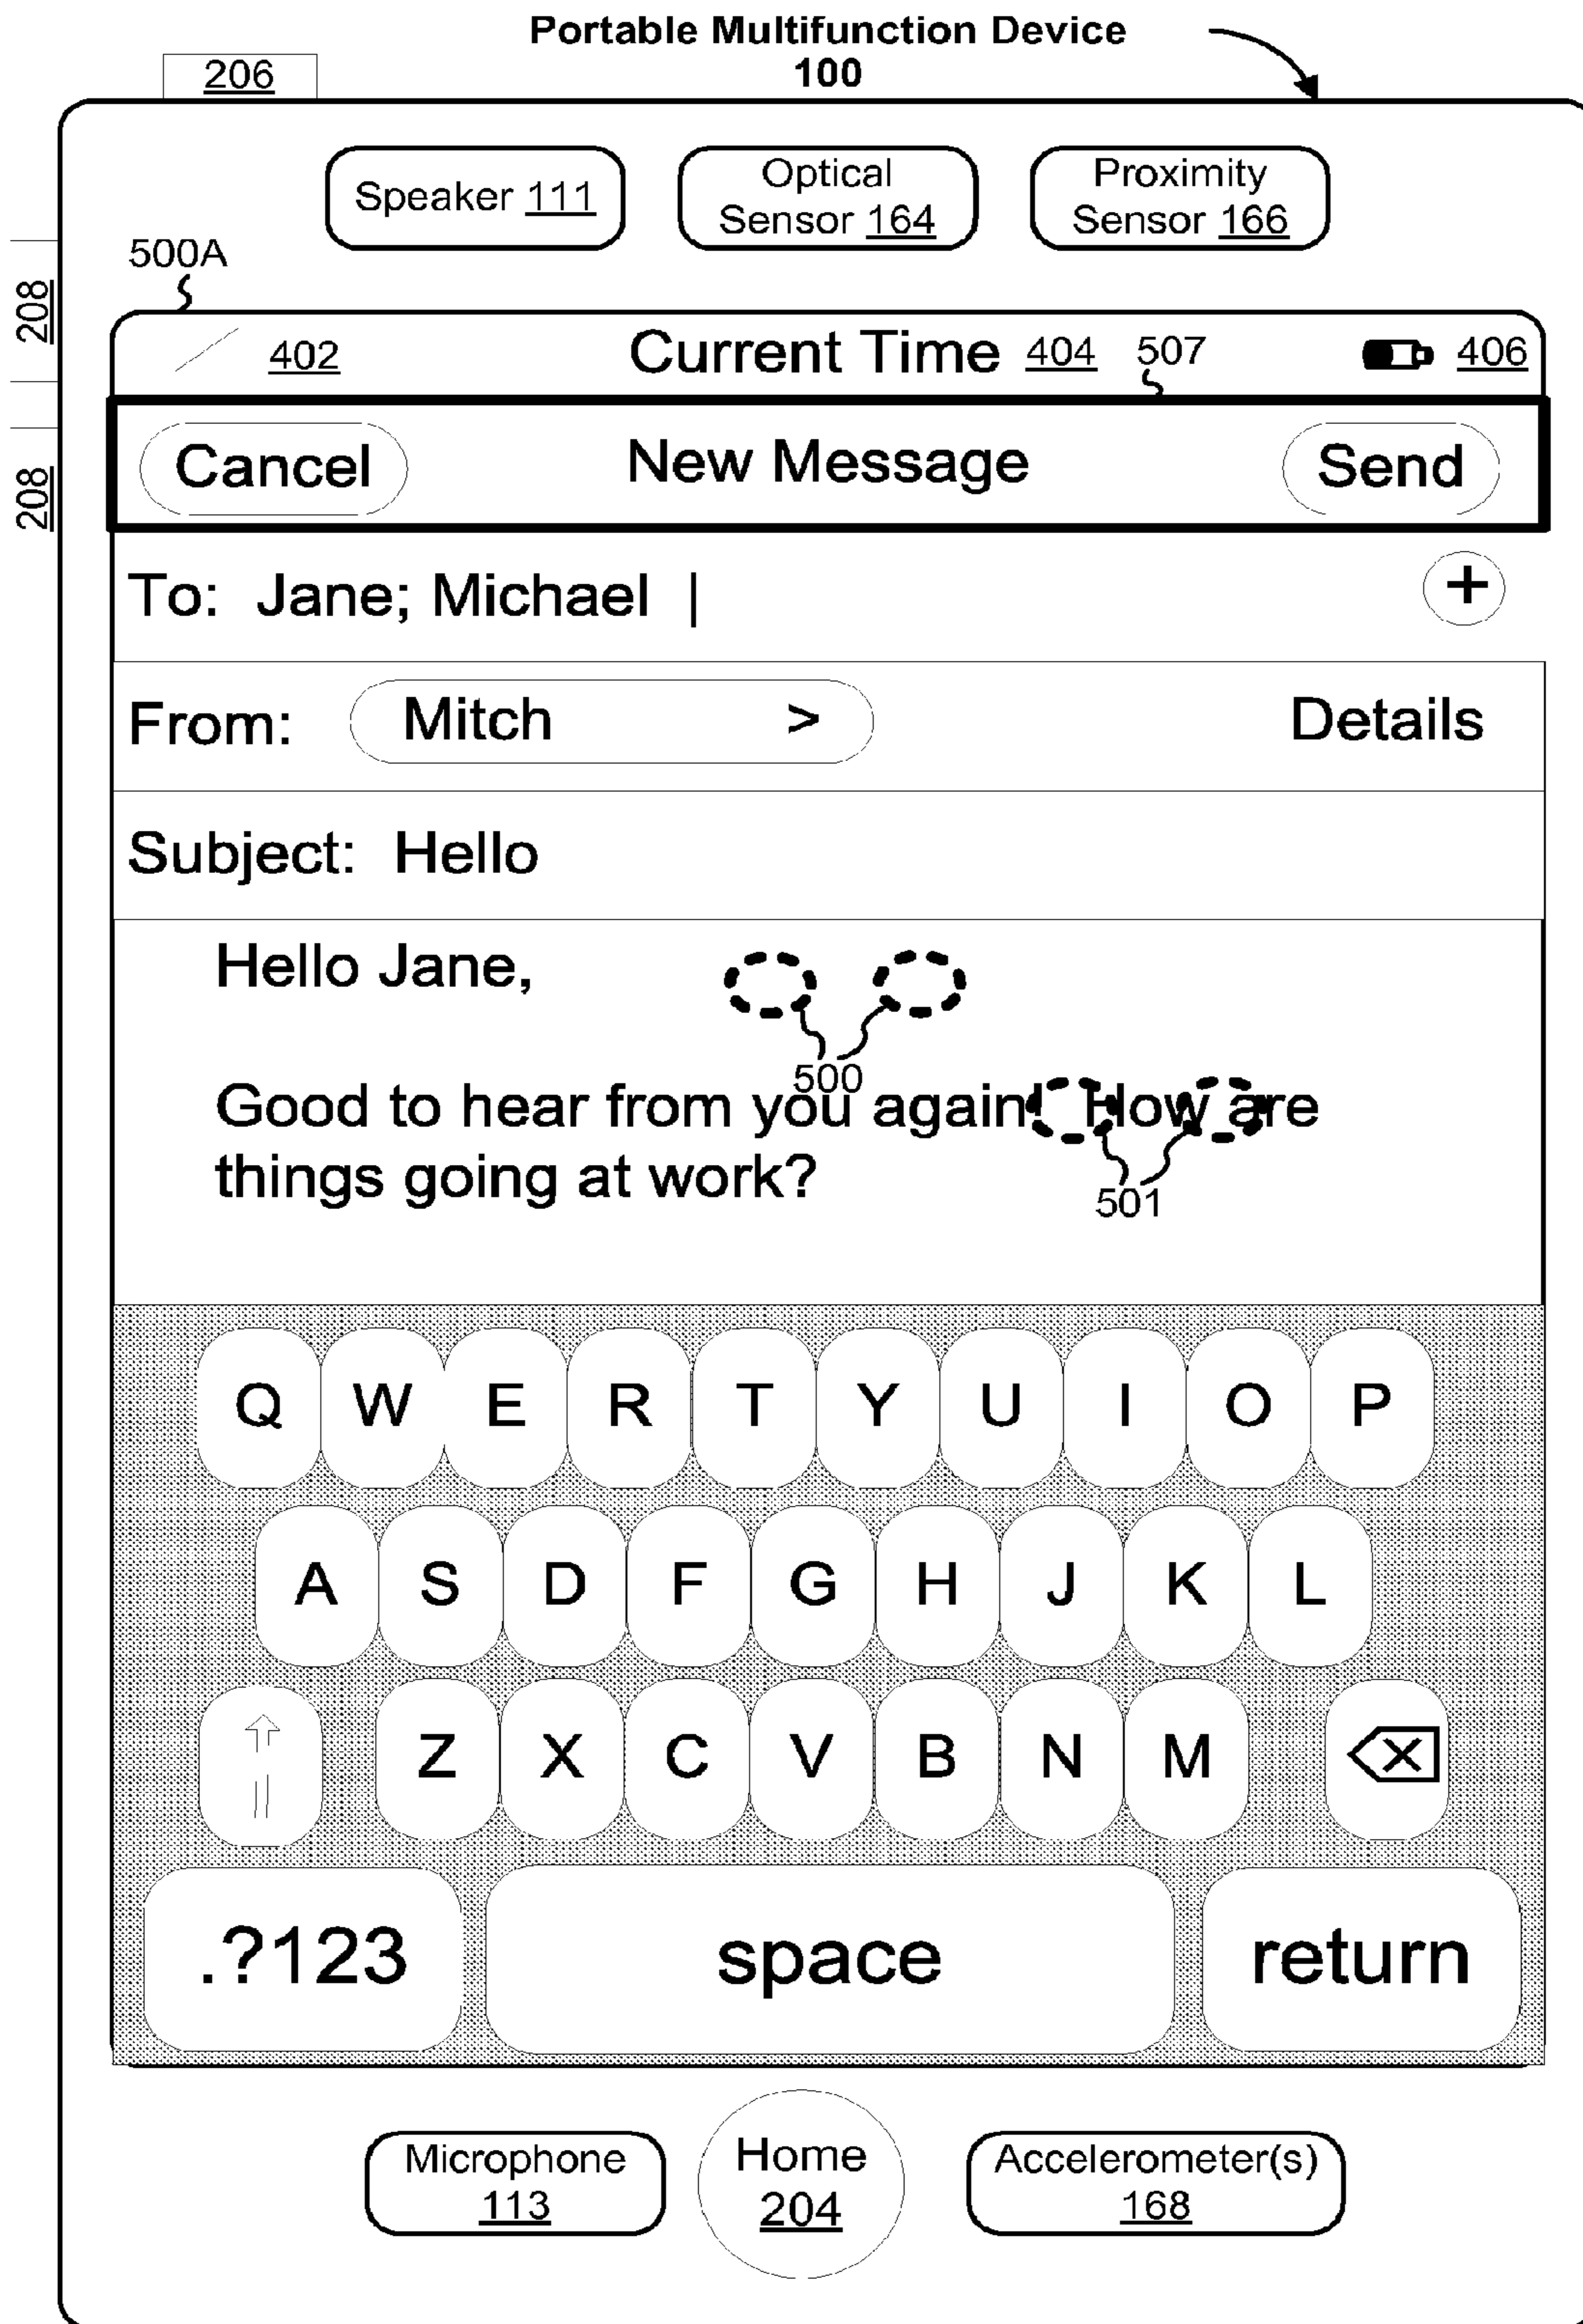 Portable Multifunction Device
100
206
Speaker 111
Optical Sensor 164
Proximity Sensor 166
500A
208
208
402
Current Time 404
507
406
Cancel
New Message
Send
To: Jane; Michael |
+
From: Mitch >
Details
Subject: Hello
Hello Jane,
500
Good to hear from you again! How are
things going at work?
501
Q W E R T Y U I O P
A S D F G H J K L
Z X C V B N M
.?123 space return
Microphone
113
Home
204
Accelerometer(s)
168